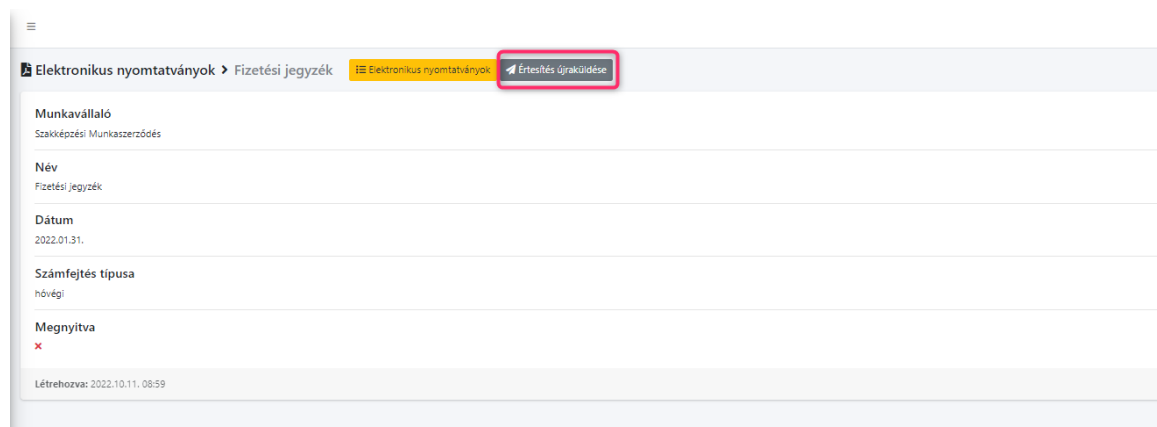 Elektronikus nyomtatványok > Fizetési jegyzék Elektronikus nyomtatványok Értesítés újraküldése
Munkavállaló
Szakképzési Munkaszerződés
Név
Fizetési jegyzék
Dátum
2022.01.31.
Számfejtés típusa
hóvégi
Megnyitva
Létrehozva: 2022.10.11. 08:59